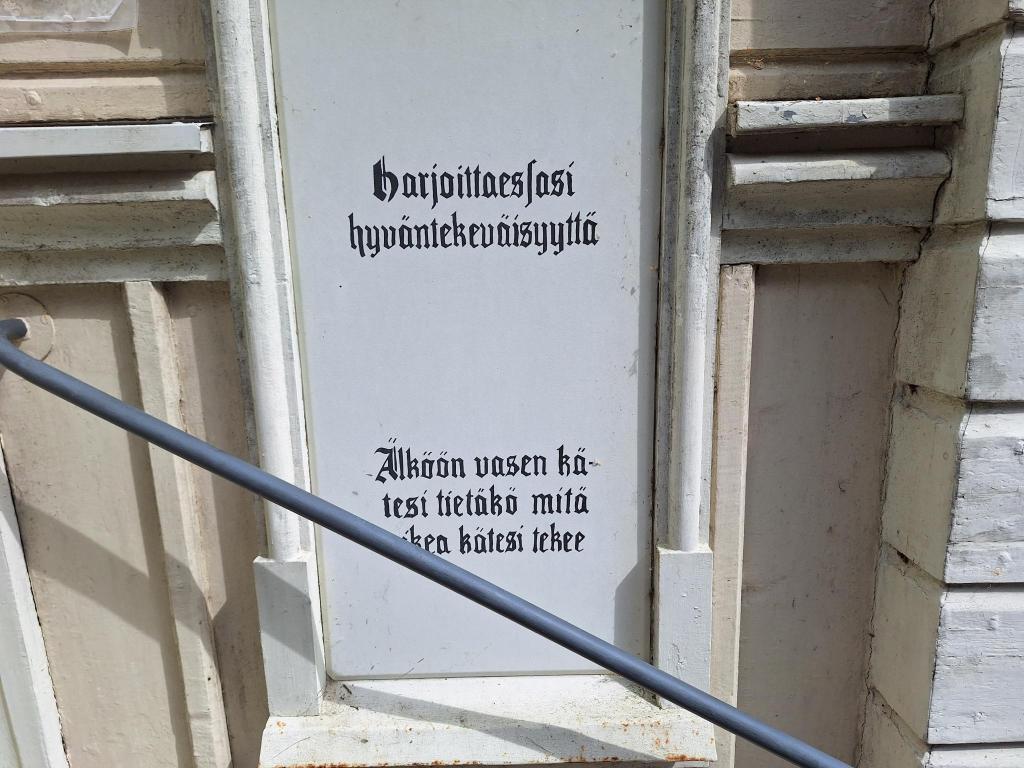 Harjoittaesſasi
hyväntekeväisyyttä
Älköön vasen kä-
tesi tietäkö mitä
kätesi tekee